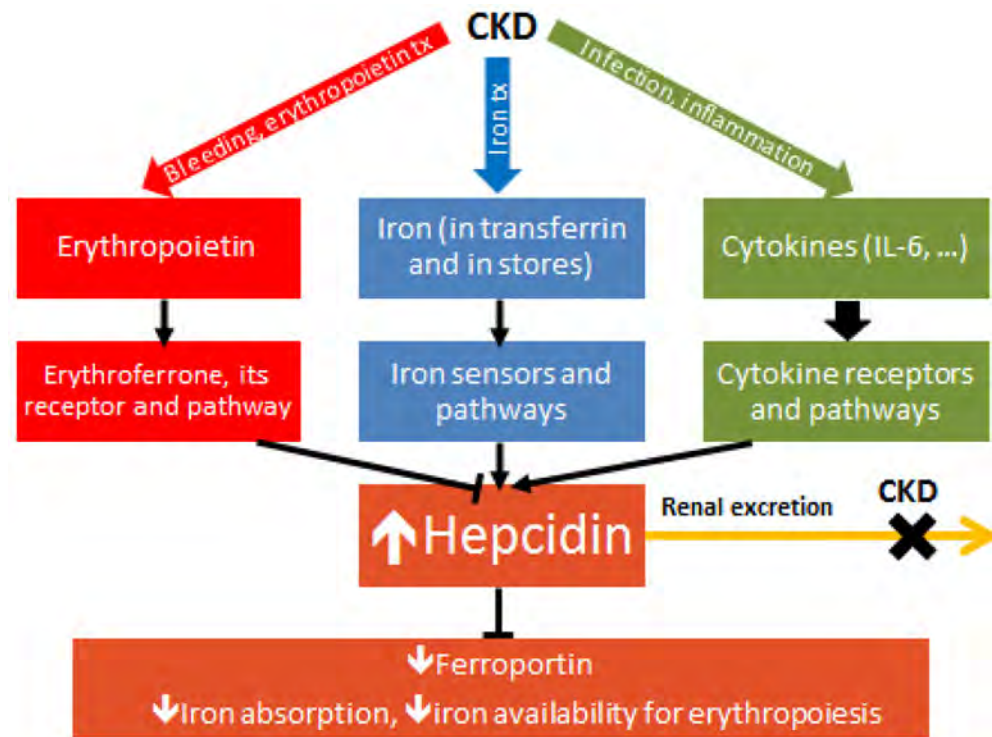 CKD
Bleeding, erythropoietin tx
Iron tx
Infection, inflammation
Erythropoietin
Iron (in transferrin
and in stores)
Cytokines (IL-6, ...)
Erythroferrone, its
receptor and pathway
Iron sensors and
pathways
Cytokine receptors
and pathways
↑Hepcidin
Renal excretion
CKD
↓Ferroportin
↓Iron absorption, ↓iron availability for erythropoiesis